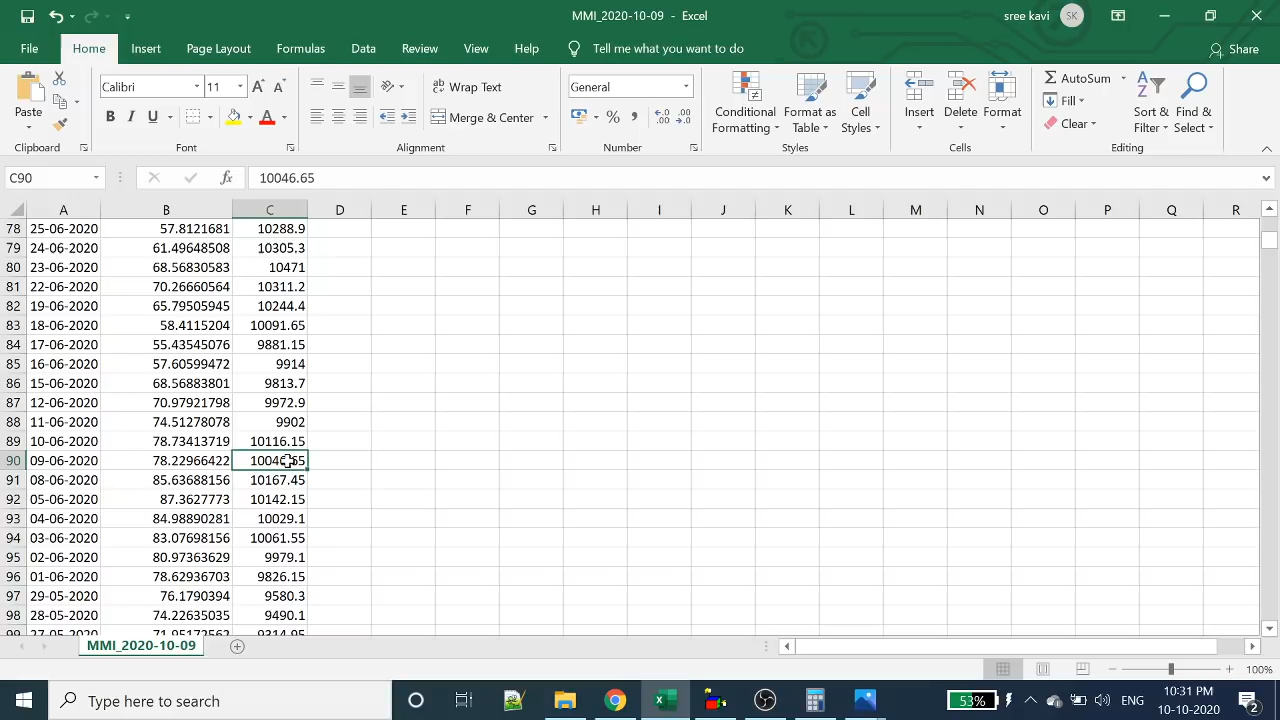 MMI_2020-10-09 - Excel
sree kavi SK
File Home Insert Page Layout Formulas Data Review View Help Tell me what you want to do Share
Paste
Clipboard
Calibri 11
A A
B I U A
Font
Wrap Text
Merge & Center
Alignment
General
% ,
Number
Conditional Formatting
Format as Table
Cell Styles
Styles
Insert Delete Format
Cells
AutoSum
Fill
Clear
Sort & Filter
Find & Select
Editing
C90 fx 10046.65
A B C D E F G H I J K L M N O P Q R
78 25-06-2020 57.8121681 10288.9
79 24-06-2020 61.49648508 10305.3
80 23-06-2020 68.56830583 10471
81 22-06-2020 70.26660564 10311.2
82 19-06-2020 65.79505945 10244.4
83 18-06-2020 58.4115204 10091.65
84 17-06-2020 55.43545076 9881.15
85 16-06-2020 57.60599472 9914
86 15-06-2020 68.56883801 9813.7
87 12-06-2020 70.97921798 9972.9
88 11-06-2020 74.51278078 9902
89 10-06-2020 78.73413719 10116.15
90 09-06-2020 78.22966422 10046.65
91 08-06-2020 85.63688156 10167.45
92 05-06-2020 87.3627773 10142.15
93 04-06-2020 84.98890281 10029.1
94 03-06-2020 83.07698156 10061.55
95 02-06-2020 80.97363629 9979.1
96 01-06-2020 78.62936703 9826.15
97 29-05-2020 76.1790394 9580.3
98 28-05-2020 74.22635035 9490.1
99 27-05-2020 71.95172562 9314.95
MMI_2020-10-09
100%
Type here to search
53%
ENG
10:31 PM
10-10-2020
2